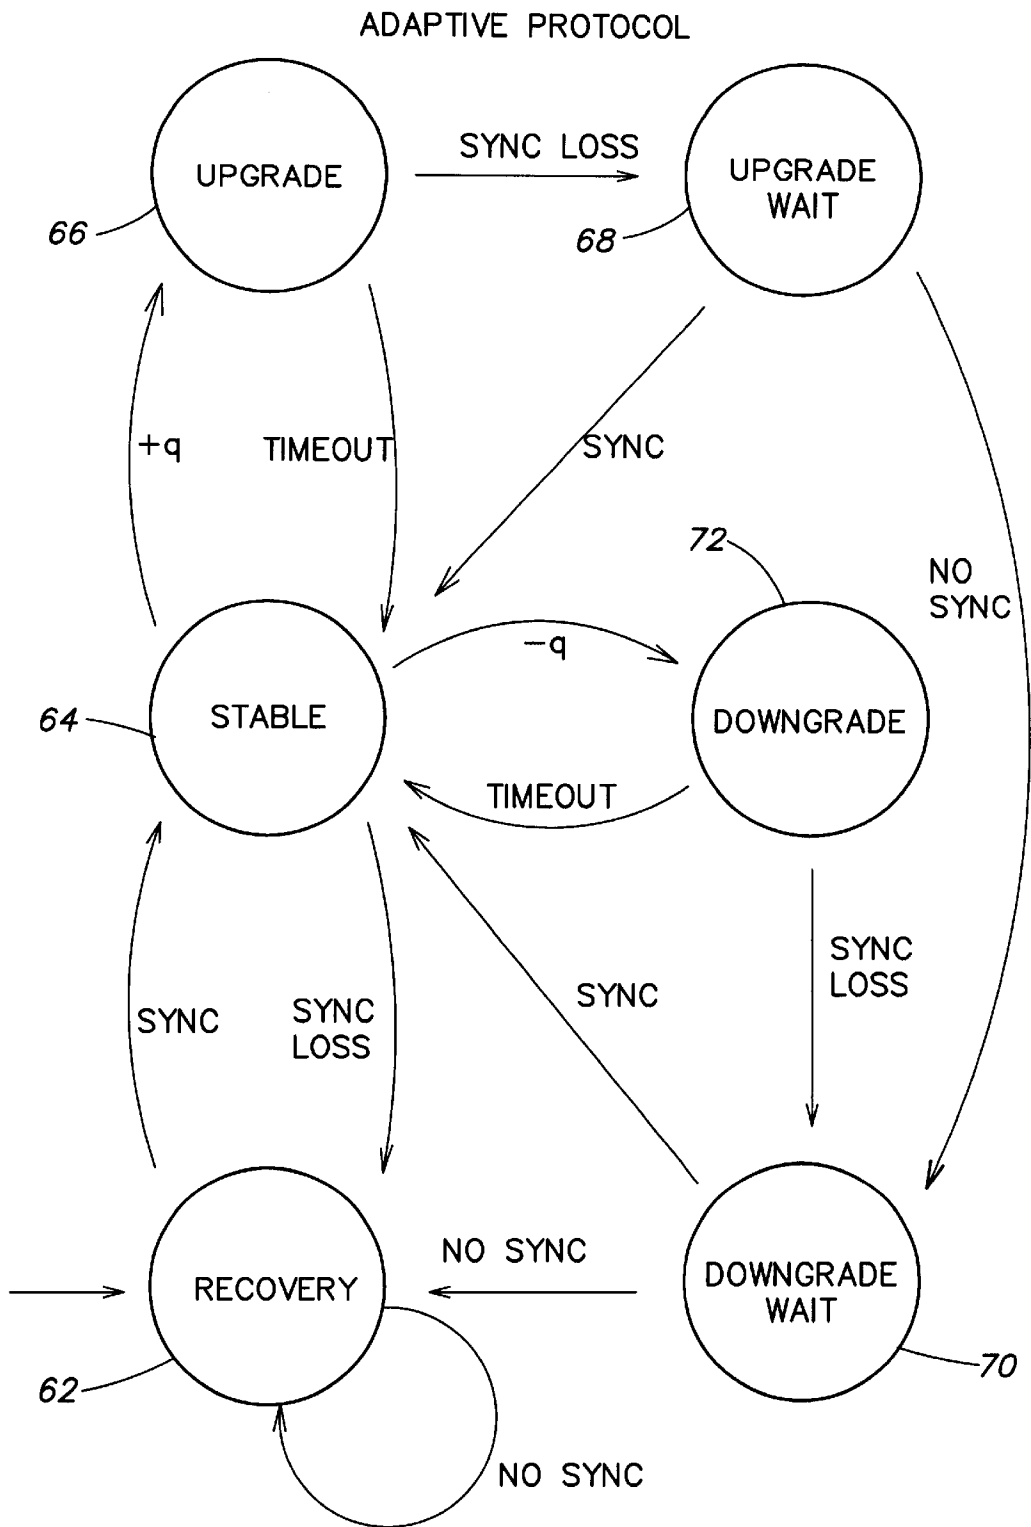 ADAPTIVE PROTOCOL
UPGRADE
SYNC LOSS
UPGRADE
WAIT
66
68
+q
TIMEOUT
SYNC
72
NO
SYNC
-q
64
STABLE
DOWNGRADE
TIMEOUT
SYNC
LOSS
SYNC
SYNC
SYNC
LOSS
NO SYNC
RECOVERY
DOWNGRADE
WAIT
62
70
NO SYNC